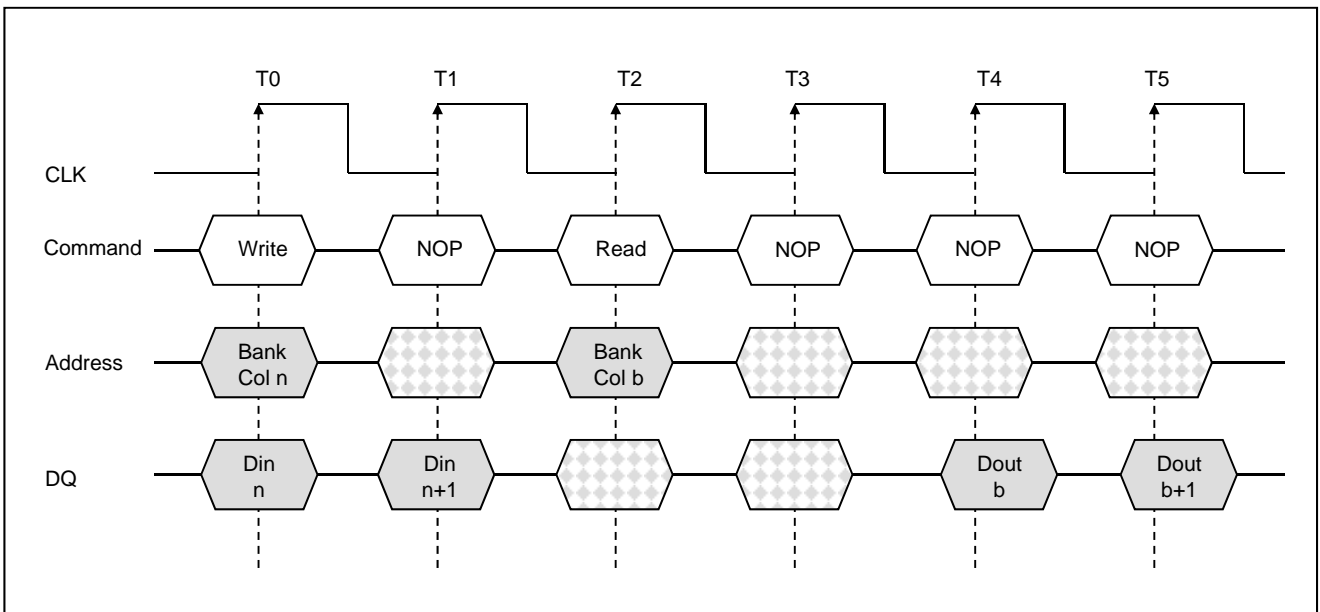 T0 T1 T2 T3 T4 T5
CLK
Command Write NOP Read NOP NOP NOP
Address
Bank
Col n
Bank
Col b
DQ
Din
n
Din
n+1
Dout
b
Dout
b+1